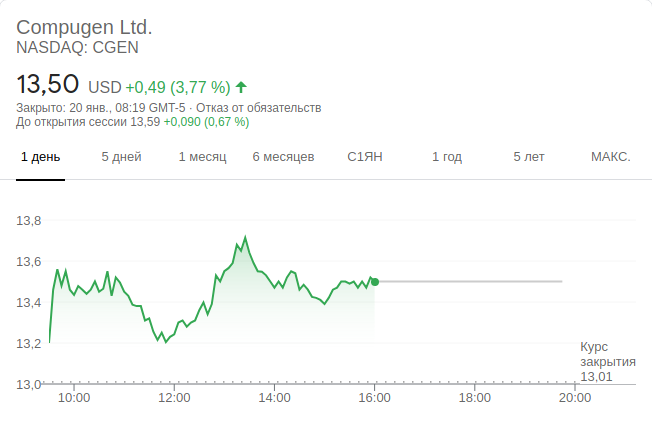 Compugen Ltd.
NASDAQ: CGEN
13,50 USD +0,49 (3,77 %)
Закрыто: 20 янв., 08:19 GMT-5 · Отказ от обязательств
До открытия сессии 13,59 +0,090 (0,67 %)
1 день 5 дней 1 месяц 6 месяцев С1ЯН 1 год 5 лет МАКС.
13,8
13,6
13,4
13,2
Курс
закрытия
13,01
13,0
10:00 12:00 14:00 16:00 18:00 20:00